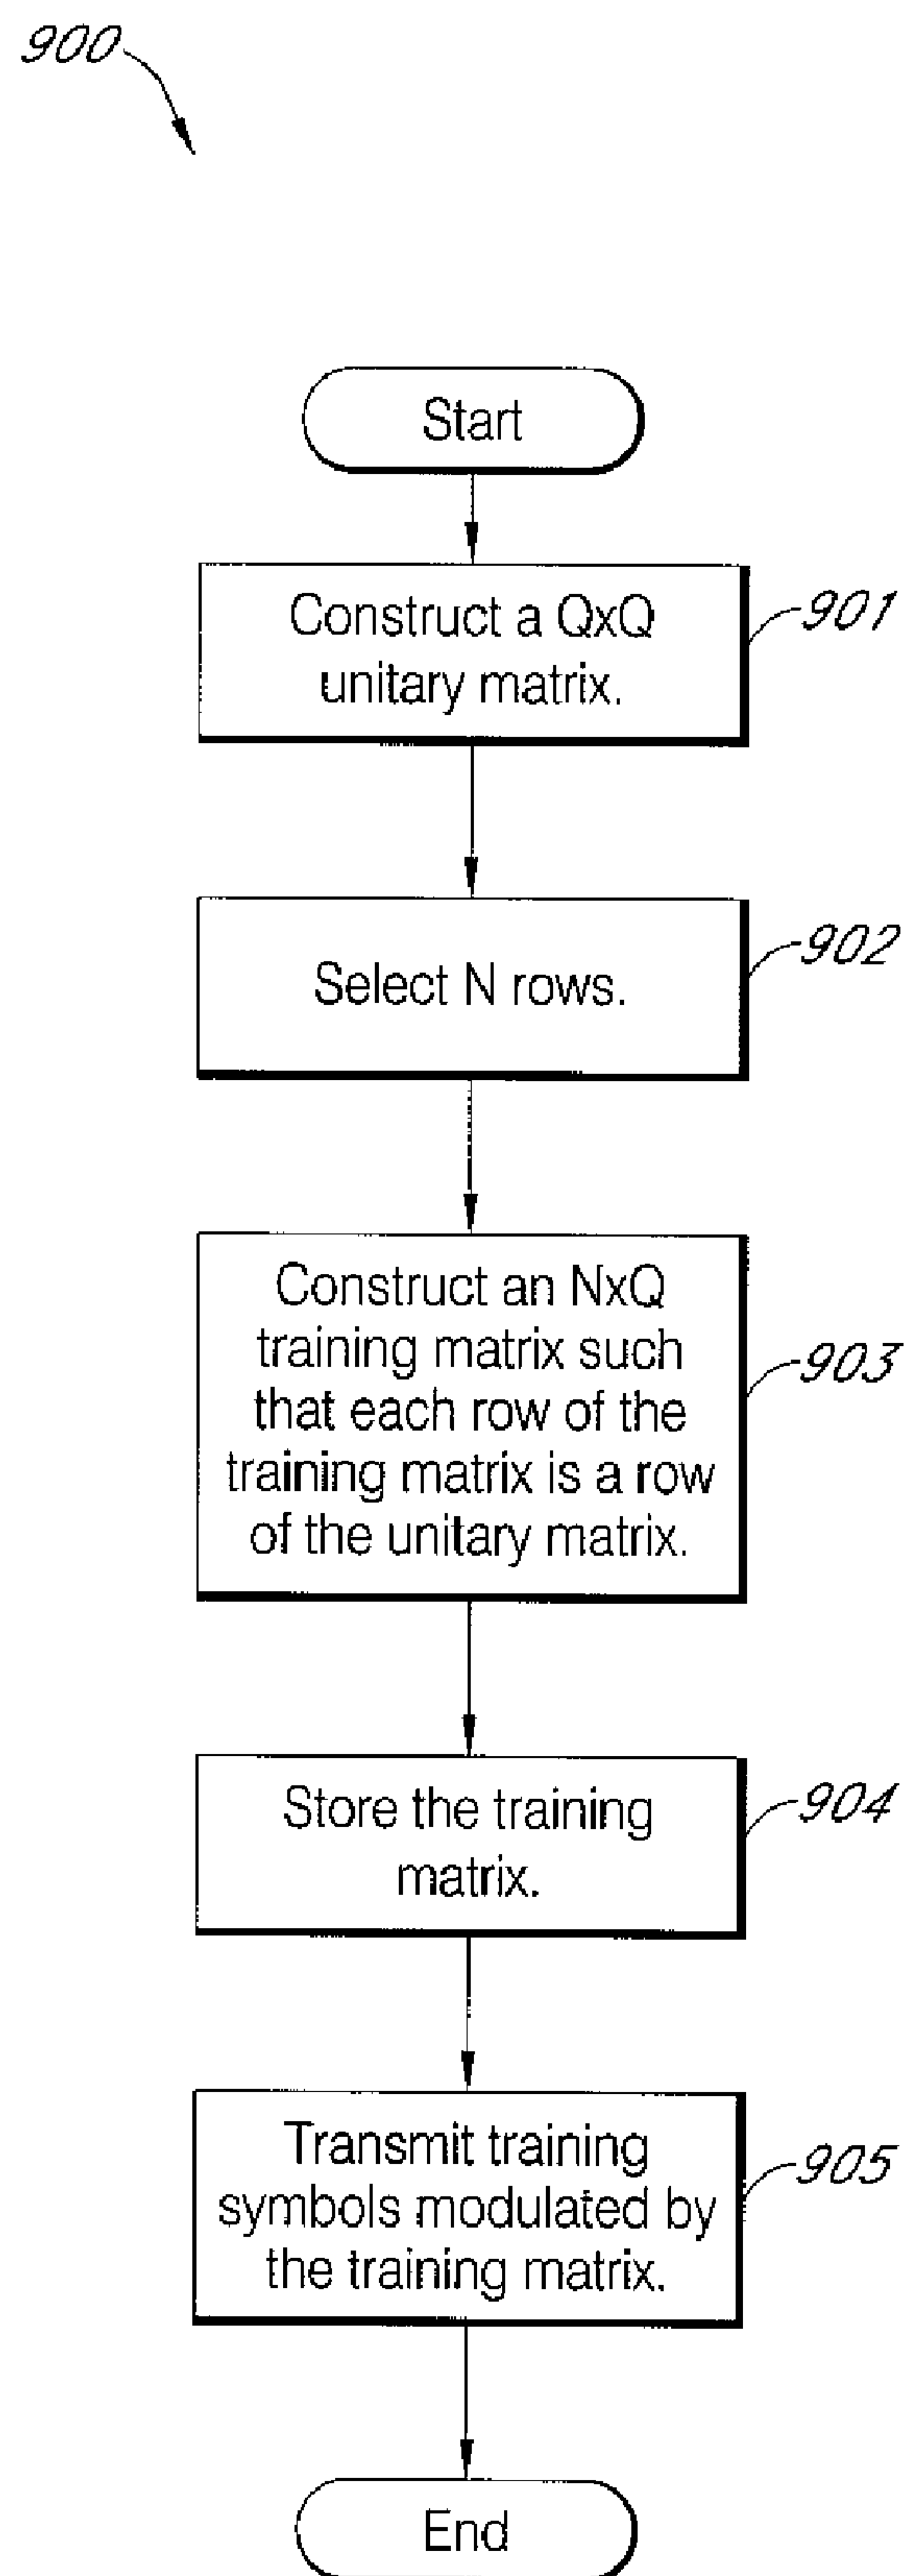 900
Start
Construct a QxQ
unitary matrix.
901
Select N rows.
902
Construct an NxQ
training matrix such
that each row of the
training matrix is a row
of the unitary matrix.
903
Store the training
matrix.
904
Transmit training
symbols modulated by
the training matrix.
905
End